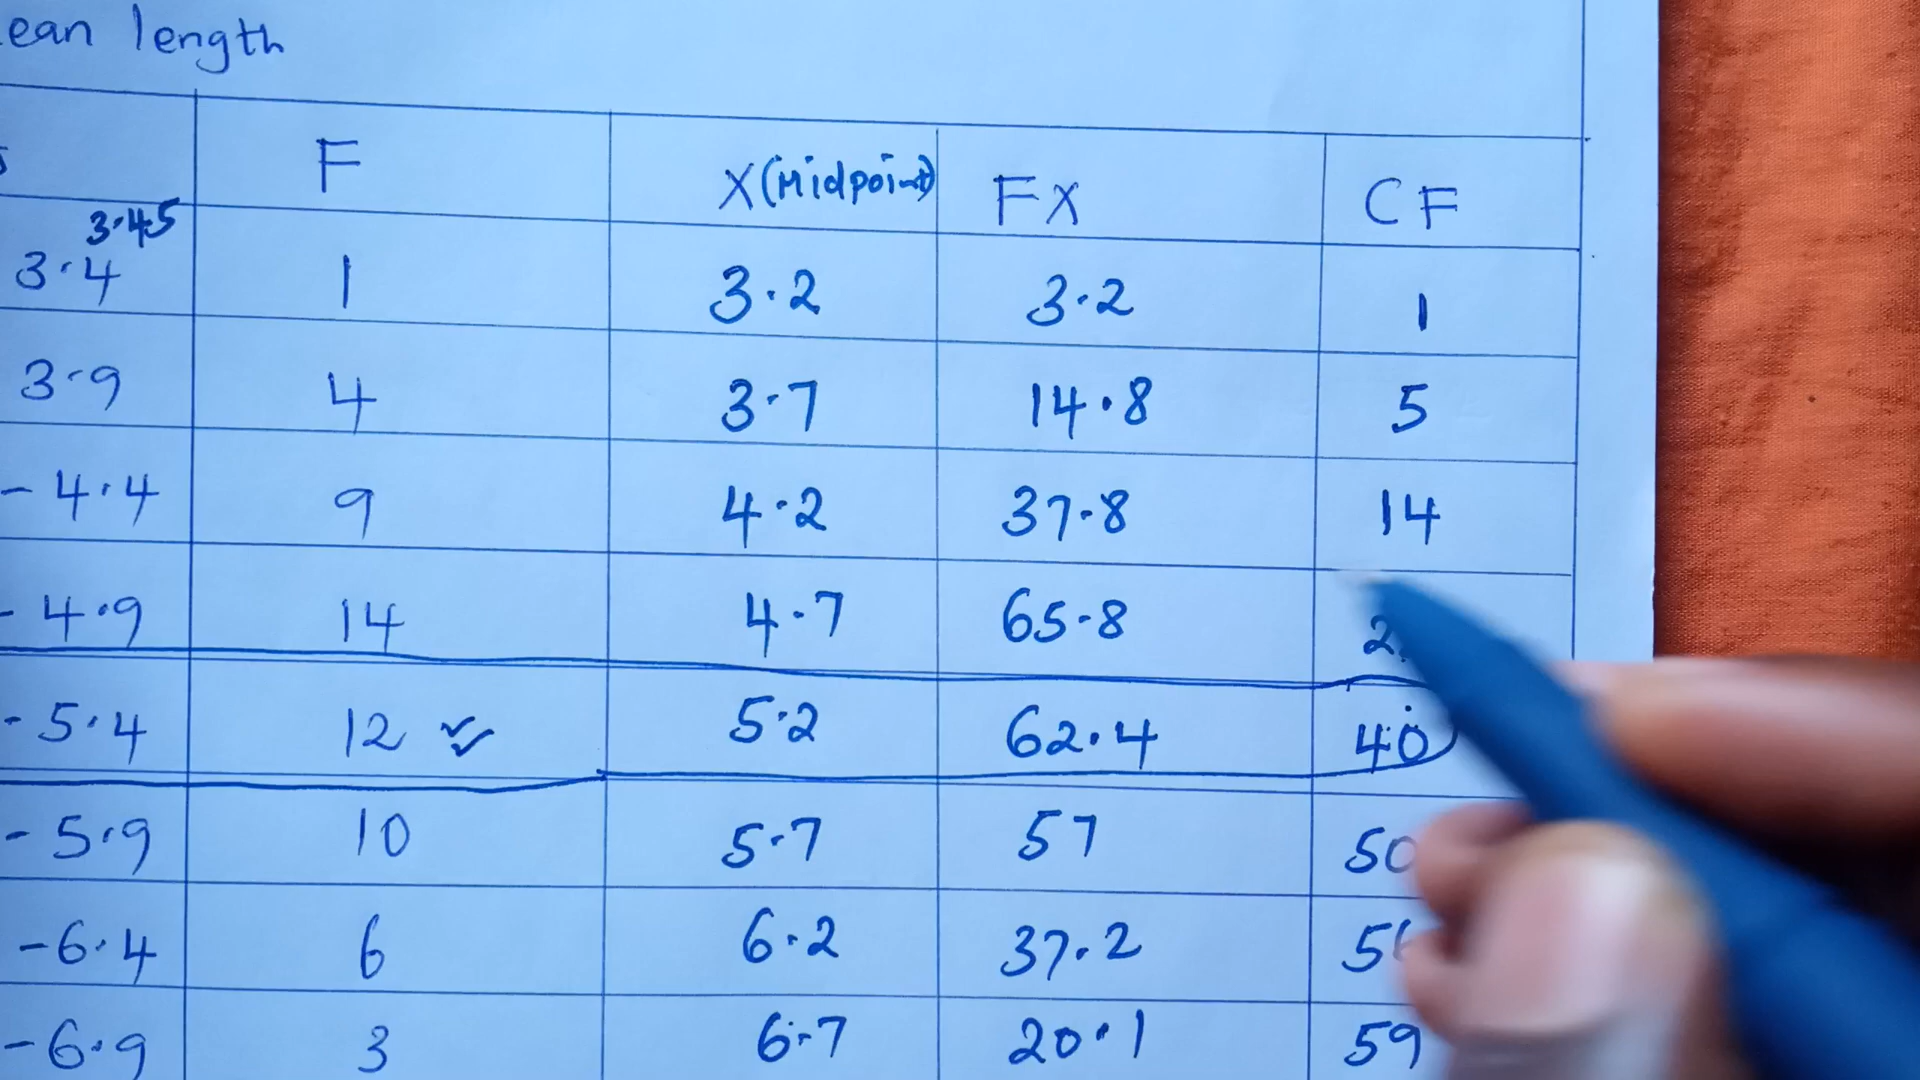 length
F X(Midpoint) FX CF
3.45
3.4 1 3.2 3.2 1
3.9 4 3.7 14.8 5
- 4.4 9 4.2 37.8 14
- 4.9 14 4.7 65.8
- 5.4 12 5.2 62.4 40
- 5.9 10 5.7 57 50
- 6.4 6 6.2 37.2
- 6.9 3 6.7 20.1 59